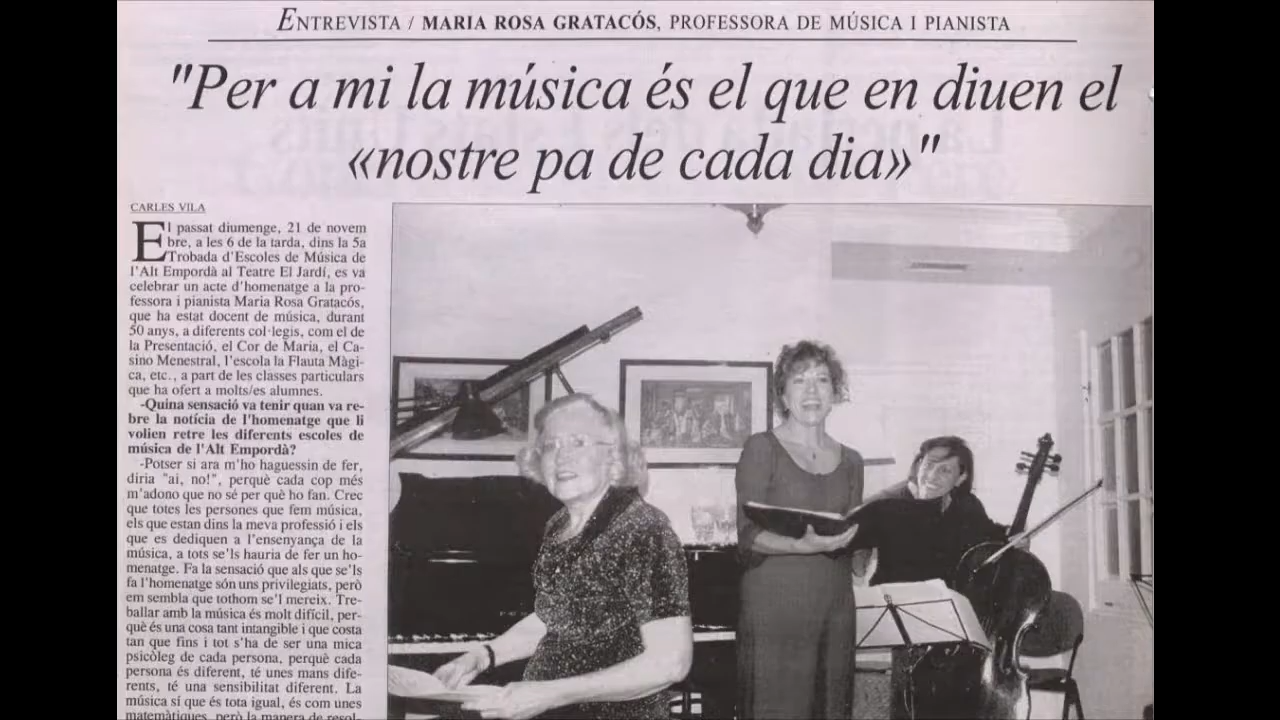 ENTREVISTA / MARIA ROSA GRATACÓS, PROFESSORA DE MÚSICA I PIANISTA
"Per a mi la música és el que en diuen el
«nostre pa de cada dia»"
CARLES VILA
El passat diumenge, 21 de novem
bre, a les 6 de la tarda, dins la 5a
Trobada d'Escoles de Música de
l'Alt Empordà al Teatre El Jardí, es va
celebrar un acte d'homenatge a la pro-
fessora i pianista Maria Rosa Gratacós,
que ha estat docent de música, durant
50 anys, a diferents col·legis, com el de
la Presentació, el Cor de Maria, el Ca-
sino Menestral, l'escola la Flauta Màgi-
ca, etc., a part de les classes particulars
que ha ofert a molts/es alumnes.
-Quina sensació va tenir quan va re-
bre la notícia de l'homenatge que li
volien retre les diferents escoles de
música de l'Alt Empordà?
-Potser si ara m'ho haguessin de fer,
diria "ai, no!", perquè cada cop més
m'adono que no sé per què ho fan. Crec
que totes les persones que fem música,
els que estan dins la meva professió i els
que es dediquen a l'ensenyança de la
música, a tots se'ls hauria de fer un ho-
menatge. Fa la sensació que als que se'ls
fa l'homenatge són uns privilegiats, però
em sembla que tothom se'l mereix. Tre-
ballar amb la música és molt difícil, per-
què és una cosa tant intangible i que costa
tan que fins i tot s'ha de ser una mica
psicòleg de cada persona, perquè cada
persona és diferent, té unes mans dife-
rents, té una sensibilitat diferent. La
música sí que és tota igual, és com unes
matemàtiques, però la manera de resol-